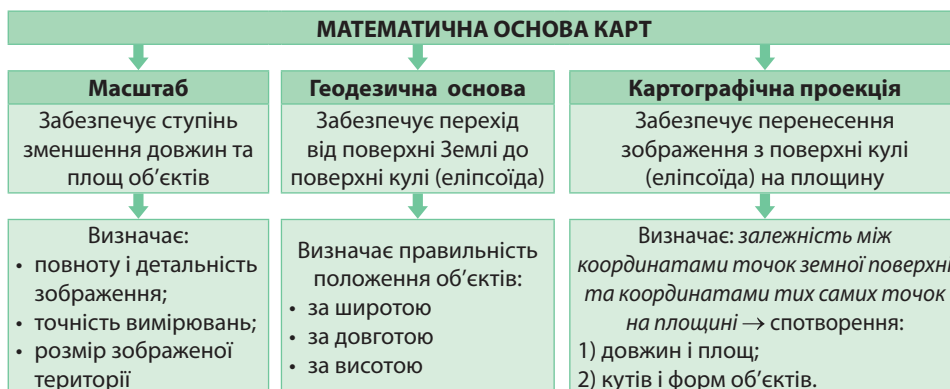 МАТЕМАТИЧНА ОСНОВА КАРТ
Масштаб
Забезпечує ступінь
зменшення довжин та
площ об’єктів
Визначає:
• повноту і детальність
зображення;
• точність вимірювань;
• розмір зображеної
території
Геодезична основа
Забезпечує перехід
від поверхні Землі до
поверхні кулі (еліпсоїда)
Визначає правильність
положення об’єктів:
• за широтою
• за довготою
• за висотою
Картографічна проекція
Забезпечує перенесення
зображення з поверхні кулі
(еліпсоїда) на площину
Визначає: залежність між
координатами точок земної поверхні
та координатами тих самих точок
на площині → спотворення:
1) довжин і площ;
2) кутів і форм об’єктів.